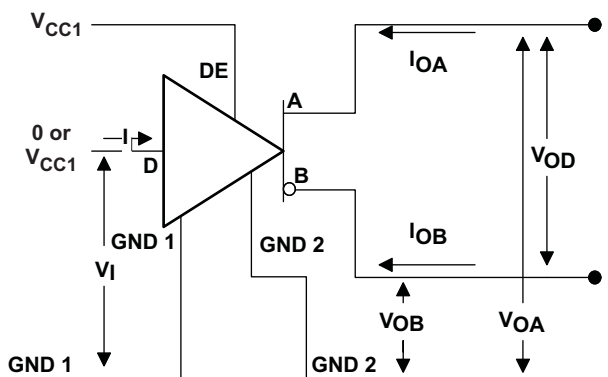 VCC1
DE
IOA
A
0 or
VCC1
I
D
VOD
B
IOB
GND 1
GND 2
VI
VOB
VOA
GND 1
GND 2